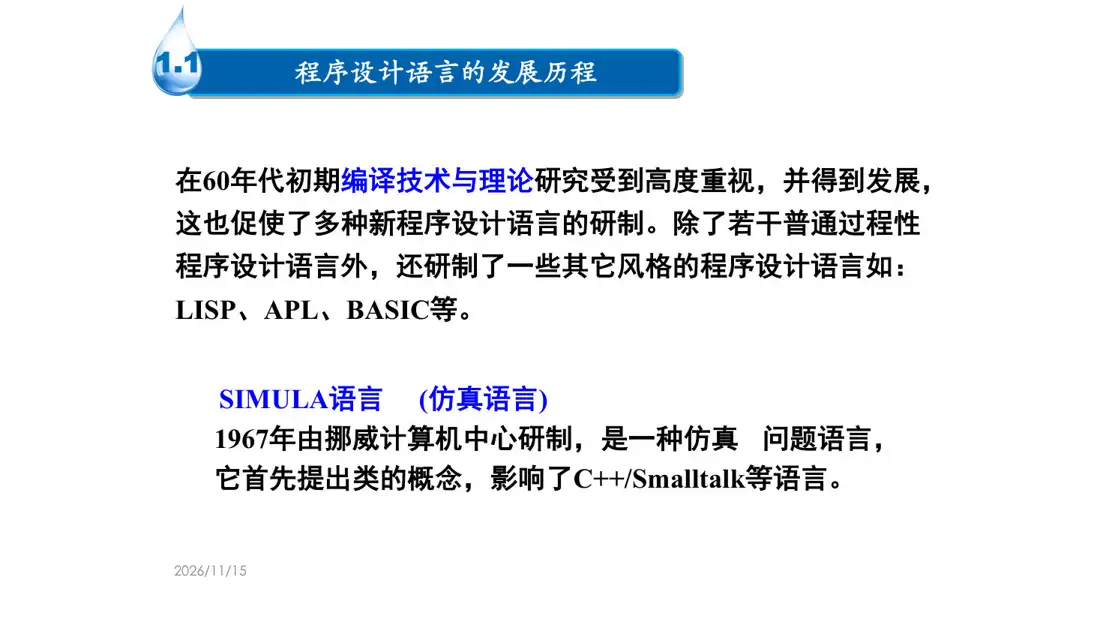 1.1
程序设计语言的发展历程
在60年代初期编译技术与理论研究受到高度重视，并得到发展，
这也促使了多种新程序设计语言的研制。除了若干普通过程性
程序设计语言外，还研制了一些其它风格的程序设计语言如：
LISP、APL、BASIC等。
SIMULA语言 (仿真语言)
1967年由挪威计算机中心研制，是一种仿真 问题语言，
它首先提出类的概念，影响了C++/Smalltalk等语言。
2026/11/15